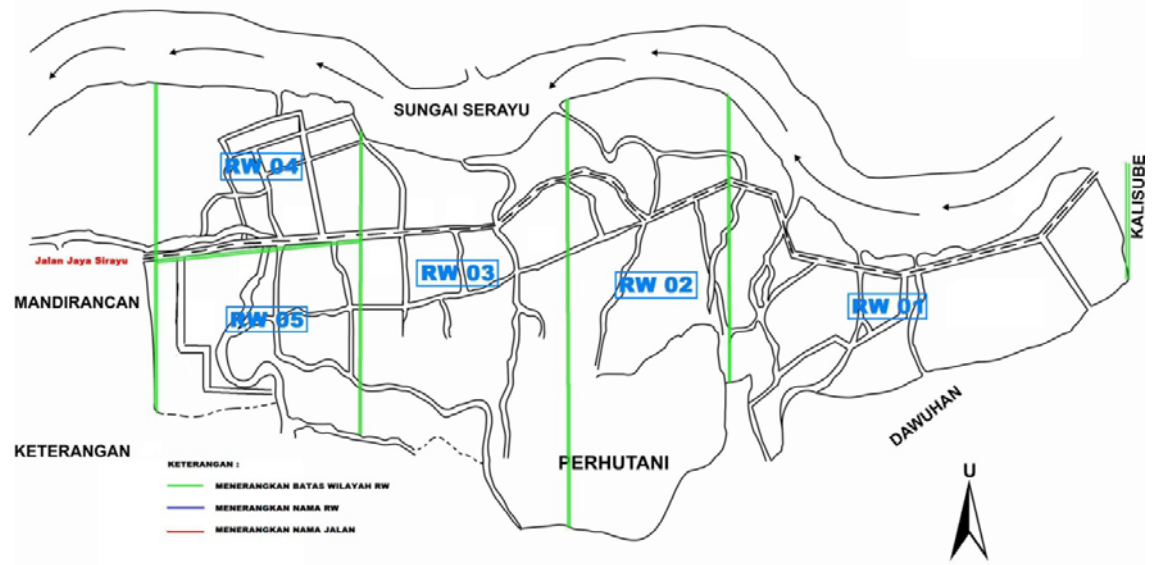 SUNGAI SERAYU
RW 04
KALISUBE
Jalan Jaya Sirayu
RW 03
RW 02
MANDIRANCAN
RW 05
RW 01
DAWUHAN
KETERANGAN
PERHUTANI
KETERANGAN :
MENERANGKAN BATAS WILAYAH RW
MENERANGKAN NAMA RW
MENERANGKAN NAMA JALAN
U